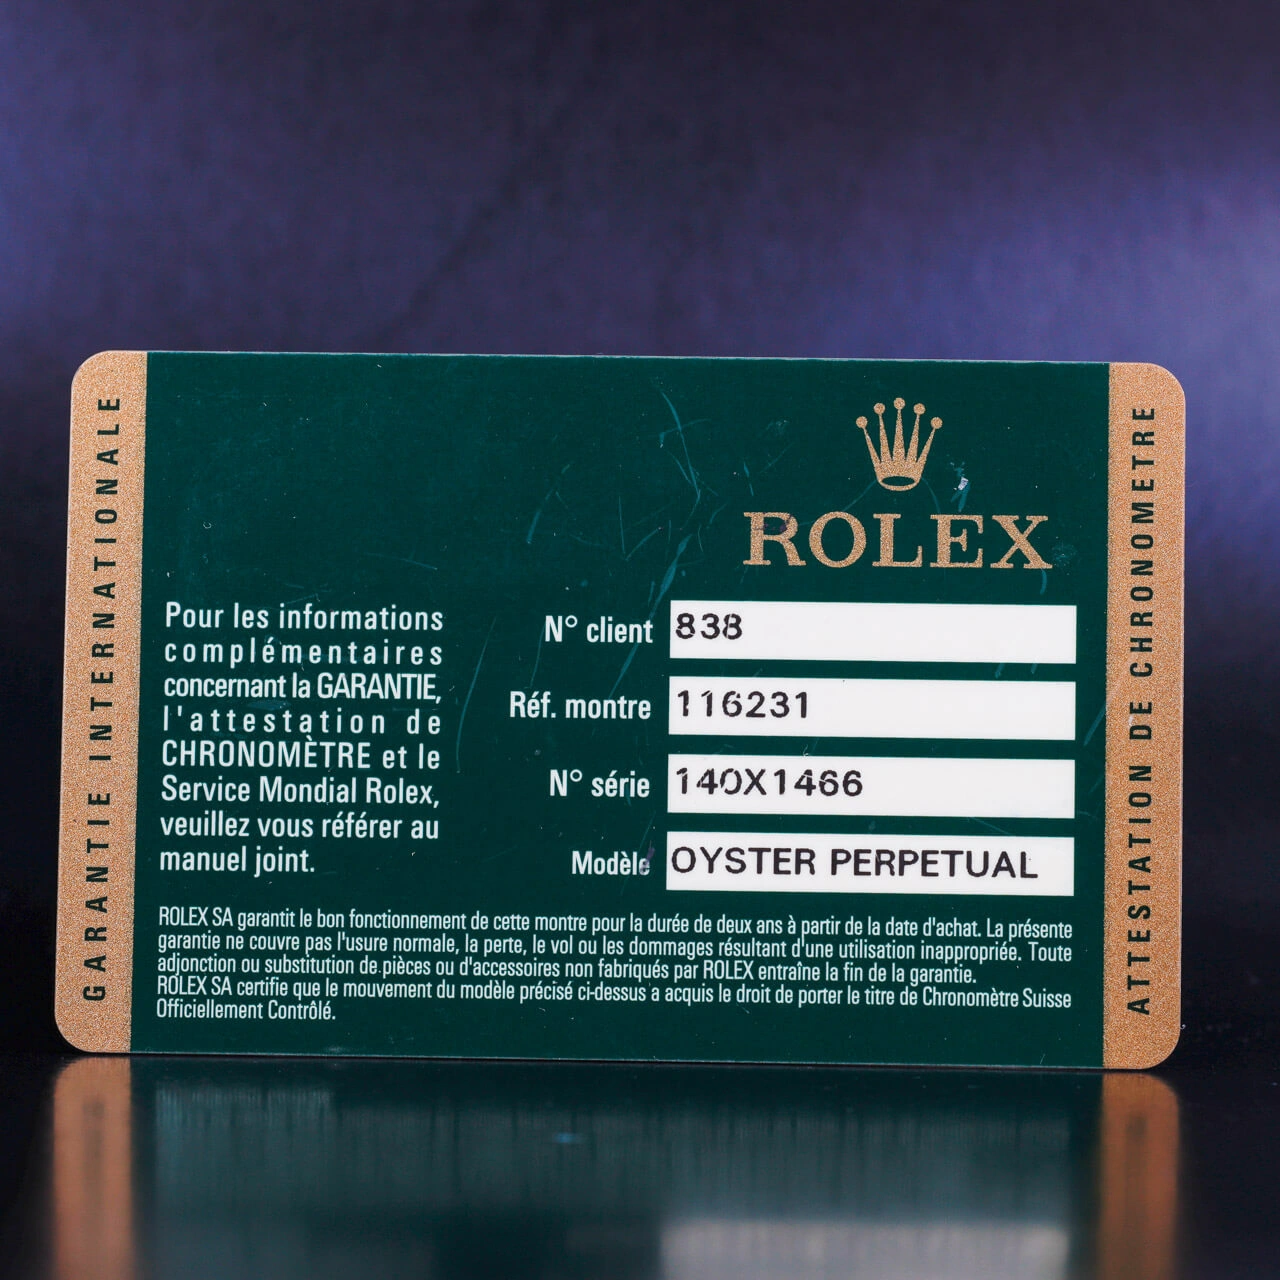 GARANTIE INTERNATIONALE
ROLEX
Pour les informations
complémentaires
concernant la GARANTIE,
l'attestation de
CHRONOMÈTRE et le
Service Mondial Rolex,
veuillez vous référer au
manuel joint.
N° client 838
Réf. montre 116231
N° série 140X1466
Modèle OYSTER PERPETUAL
ROLEX SA garantit le bon fonctionnement de cette montre pour la durée de deux ans à partir de la date d'achat. La présente
garantie ne couvre pas l'usure normale, la perte, le vol ou les dommages résultant d'une utilisation inappropriée. Toute
adjonction ou substitution de pièces ou d'accessoires non fabriqués par ROLEX entraîne la fin de la garantie.
ROLEX SA certifie que le mouvement du modèle précisé ci-dessus a acquis le droit de porter le titre de Chronomètre Suisse
Officiellement Contrôlé.
ATTESTATION DE CHRONOMETRE